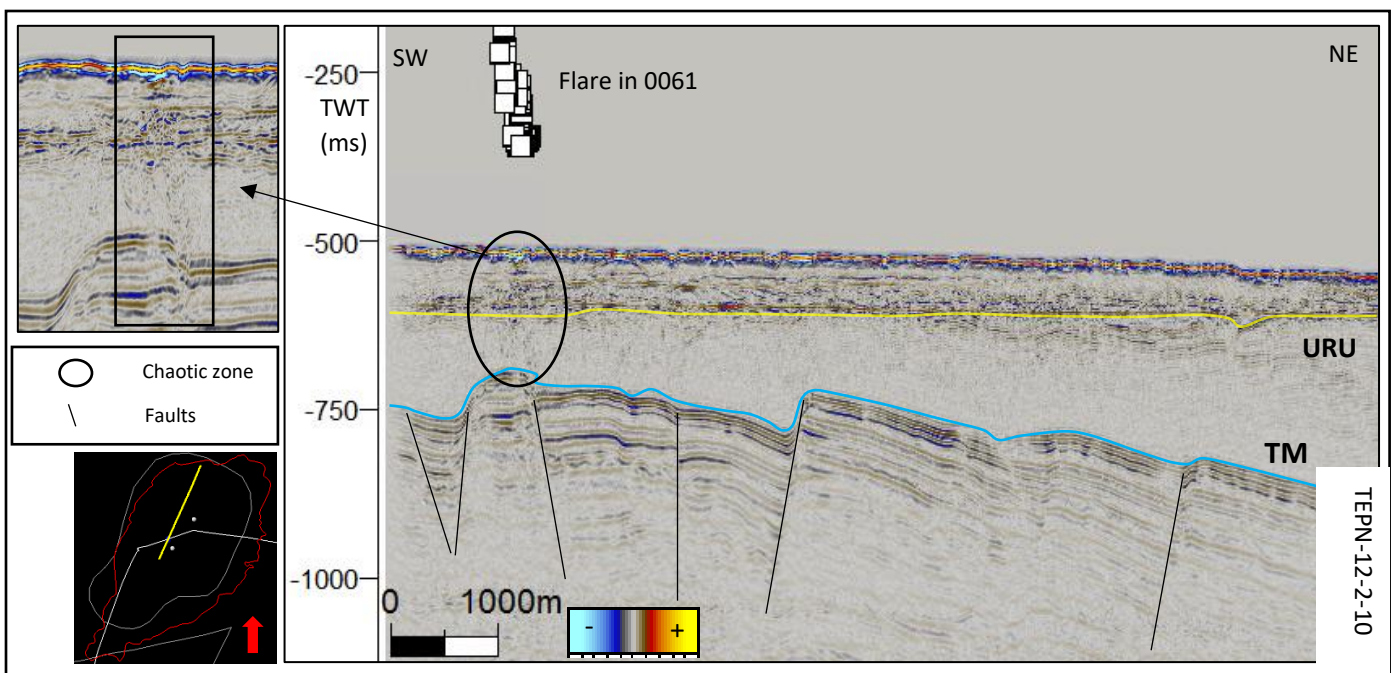 SW
NE
Flare in 0061
-250
TWT
(ms)
-500
-750
-1000
URU
TM
0 1000m
- +
Chaotic zone
Faults
TEPN-12-2-10